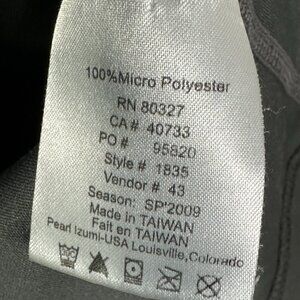 100%Micro Polyester
RN 80327
CA# 40733
PO# 95820
Style # 1835
Vendor # 43
Season: SP'2009
Made in TAIWAN
Fait en TAIWAN
Pearl Izumi-USA Louisville,Colorado